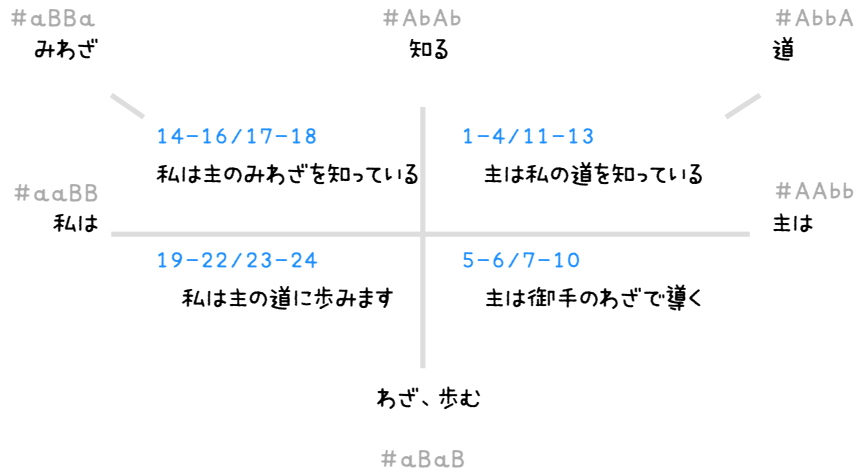 #aBBa
みわざ
#AbAb
知る
#AbbA
道
14-16/17-18
私は主のみわざを知っている
1-4/11-13
主は私の道を知っている
#aaBB
私は
#AAbb
主は
19-22/23-24
私は主の道に歩みます
5-6/7-10
主は御手のわざで導く
わざ、歩む
#aBaB